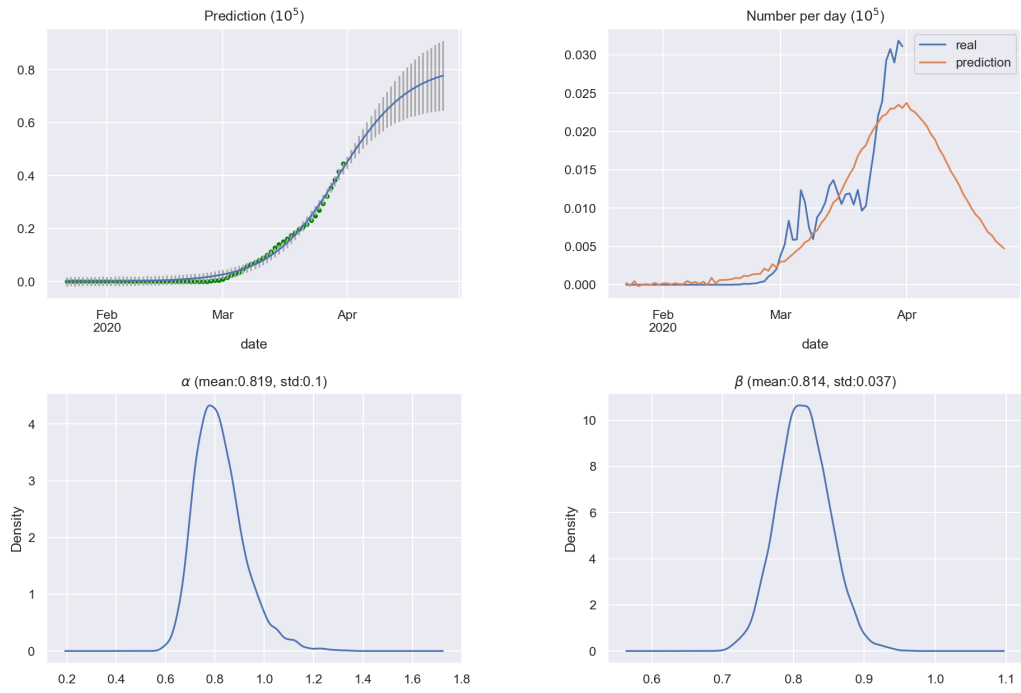 Prediction (10^5)
0.8
0.6
0.4
0.2
0.0
Feb
2020
Mar
Apr
date
Number per day (10^5)
real
prediction
0.030
0.025
0.020
0.015
0.010
0.005
0.000
Feb
2020
Mar
Apr
date
α (mean:0.819, std:0.1)
Density
4
3
2
1
0
0.2 0.4 0.6 0.8 1.0 1.2 1.4 1.6 1.8
β (mean:0.814, std:0.037)
Density
10
8
6
4
2
0
0.6 0.7 0.8 0.9 1.0 1.1